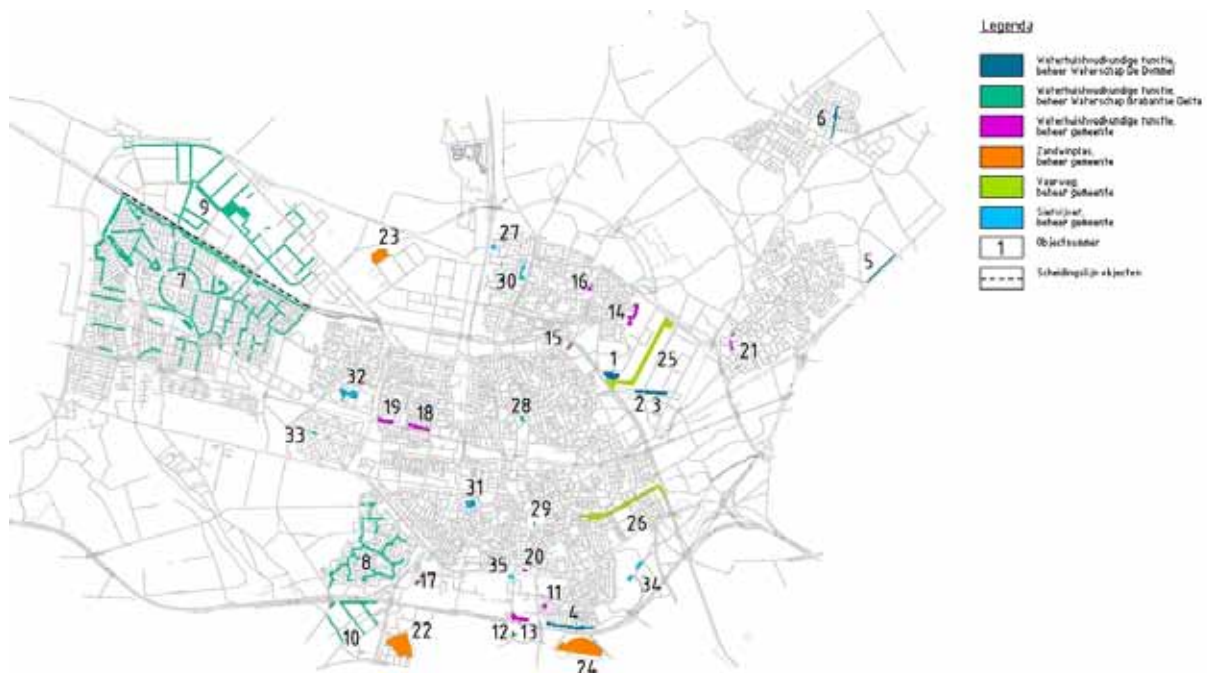 Legenda
Waterhuishoudkundige functie,
beheer Waterschap De Dommel
Waterhuishoudkundige functie,
beheer Waterschap Brabantse Delta
Waterhuishoudkundige functie,
beheer gemeente
Zandwinplas,
beheer gemeente
Vaarweg,
beheer gemeente
Siervijver,
beheer gemeente
1 Objectnummer
Scheidingslijn objecten
6
9
23
27
7
5
30
16
14
15
1
25
21
32
2 3
19 18
28
33
31
29
26
8
35
20
34
17
11
4
12 13
10
22
24